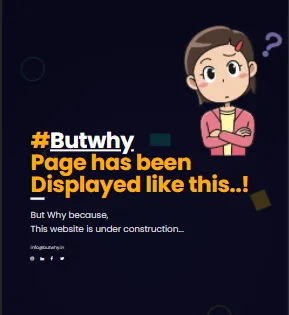 #Butwhy
Page has been
Displayed like this..!
But Why because,
This website is under construction...
info@butwhy.in